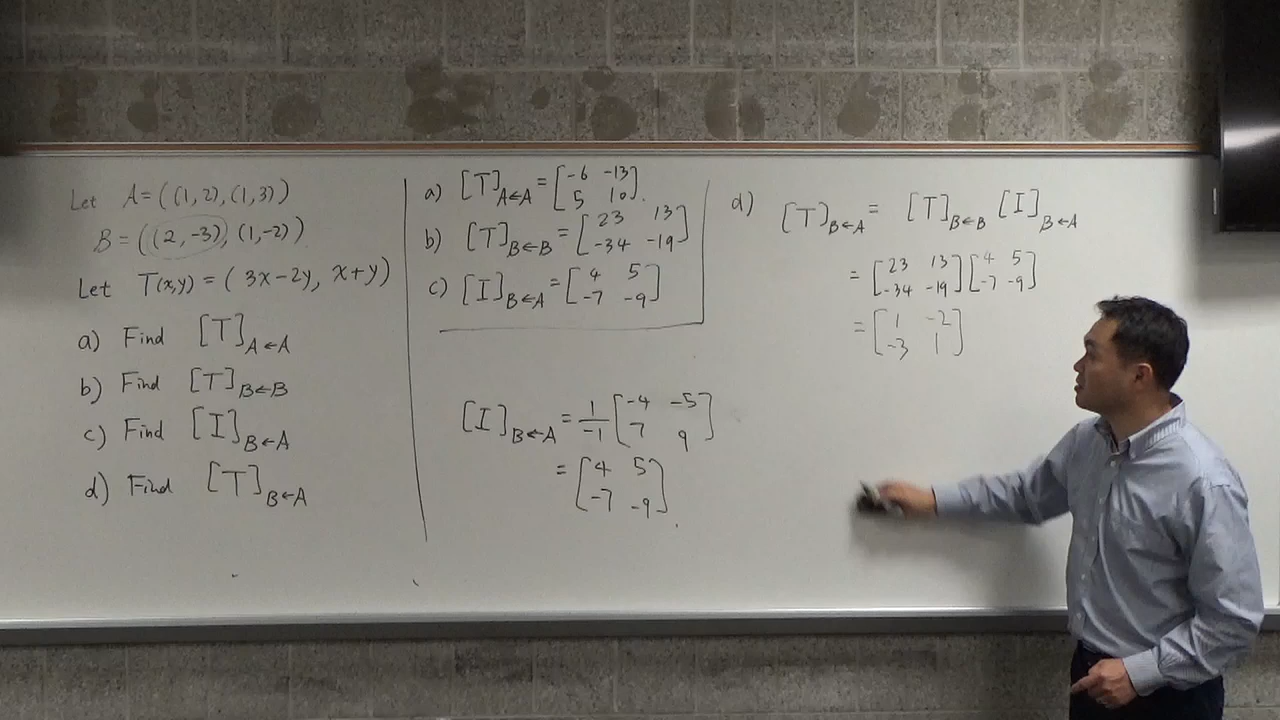 Let A = ((1,2),(1,3))
B = ((2,-3),(1,-2))
Let T(x,y) = (3x-2y, x+y)
a) Find [T]A←A
b) Find [T]B←B
c) Find [I]B←A
d) Find [T]B←A
a) [T]A←A = [-6 -13
5 10].
b) [T]B←B = [23 13
-34 -19]
c) [I]B←A = [4 5
-7 -9]
[I]B←A = 1/-1 [-4 -5
7 9]
= [4 5
-7 -9].
d) [T]B←A = [T]B←B [I]B←A
= [23 13
-34 -19] [4 5
-7 -9]
= [1 -2
-3 1]